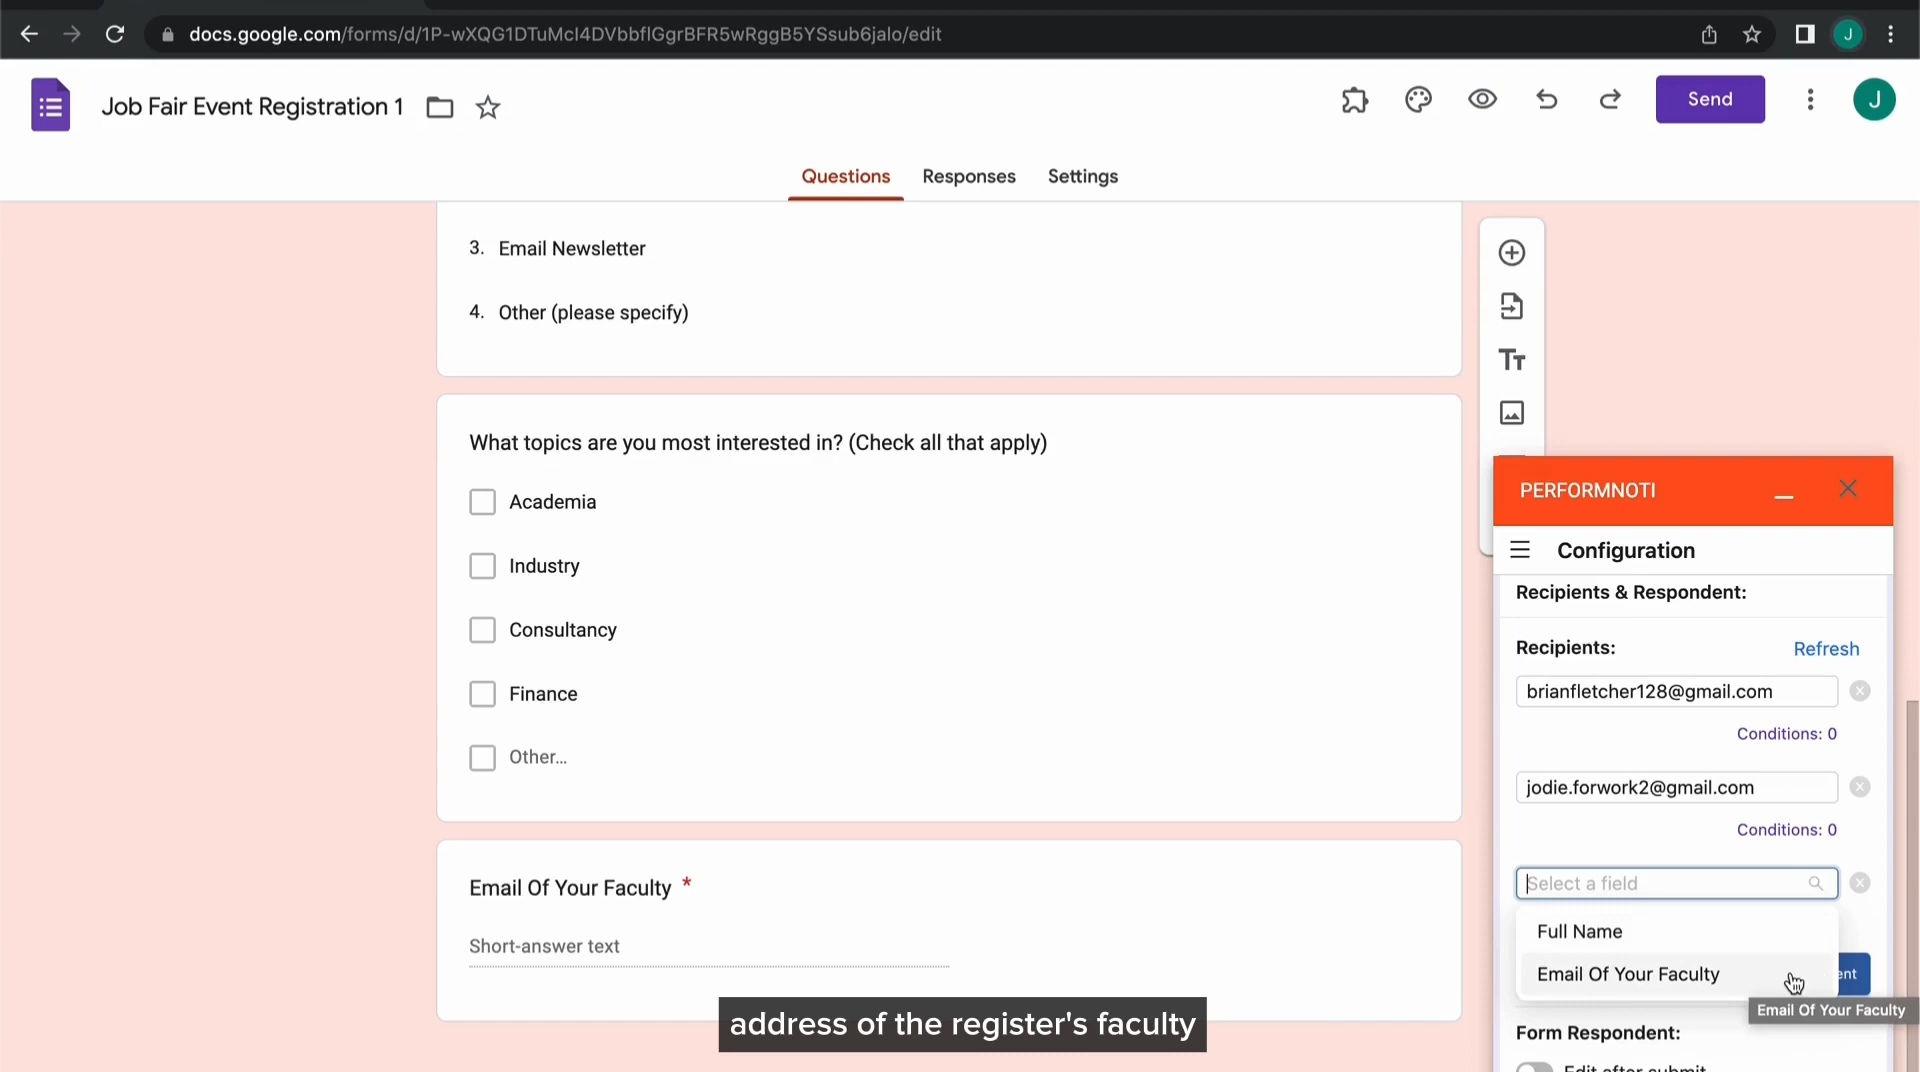 docs.google.com/forms/d/1P-wXQG1DTuMcI4DVbbfIGgrBFR5wRggB5YSsub6jaIo/edit
J
Job Fair Event Registration 1
Send
J
Questions Responses Settings
3. Email Newsletter
4. Other (please specify)
What topics are you most interested in? (Check all that apply)
Academia
Industry
Consultancy
Finance
Other...
Email Of Your Faculty *
Short-answer text
address of the register's faculty
PERFORMNOTI
Configuration
Recipients & Respondent:
Recipients: Refresh
brianfletcher128@gmail.com
Conditions: 0
jodie.forwork2@gmail.com
Conditions: 0
Select a field
Full Name
Email Of Your Faculty
Email Of Your Faculty
Form Respondent:
Edit after submit